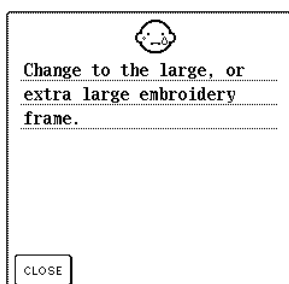 Change to the large, or
extra large embroidery
frame.
CLOSE